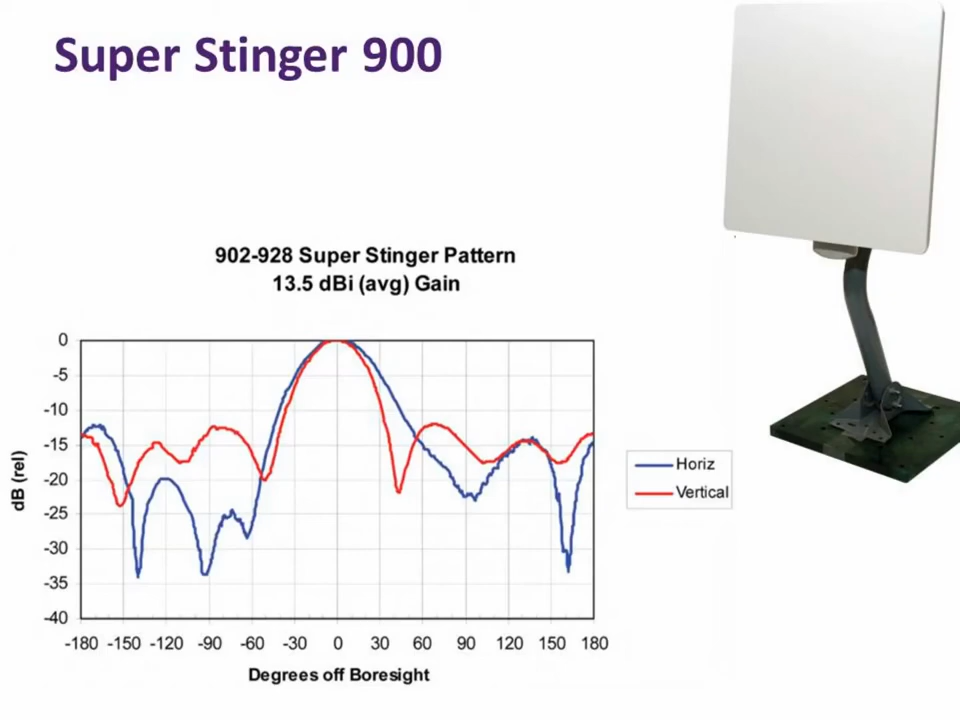 Super Stinger 900
902-928 Super Stinger Pattern
13.5 dBi (avg) Gain
0
-5
-10
-15
-20
-25
-30
-35
-40
dB (rel)
-180 -150 -120 -90 -60 -30 0 30 60 90 120 150 180
Degrees off Boresight
Horiz
Vertical